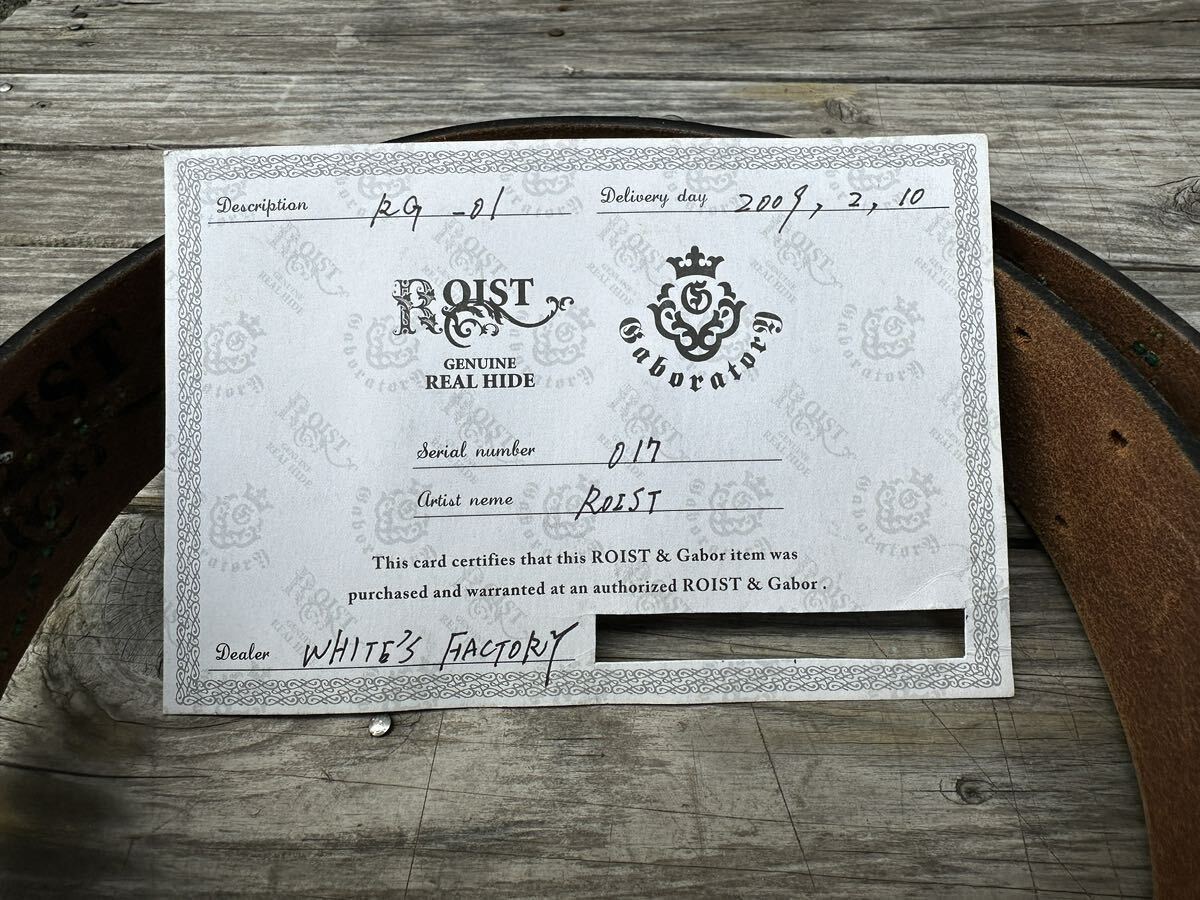 Description RG -01
Delivery day 2009, 2, 10
ROIST
GENUINE
REAL HIDE
G
Gaboratory
Serial number 017
Artist neme ROIST
This card certifies that this ROIST & Gabor item was
purchased and warranted at an authorized ROIST & Gabor .
Dealer WHITE'S FACTORY
ROIST